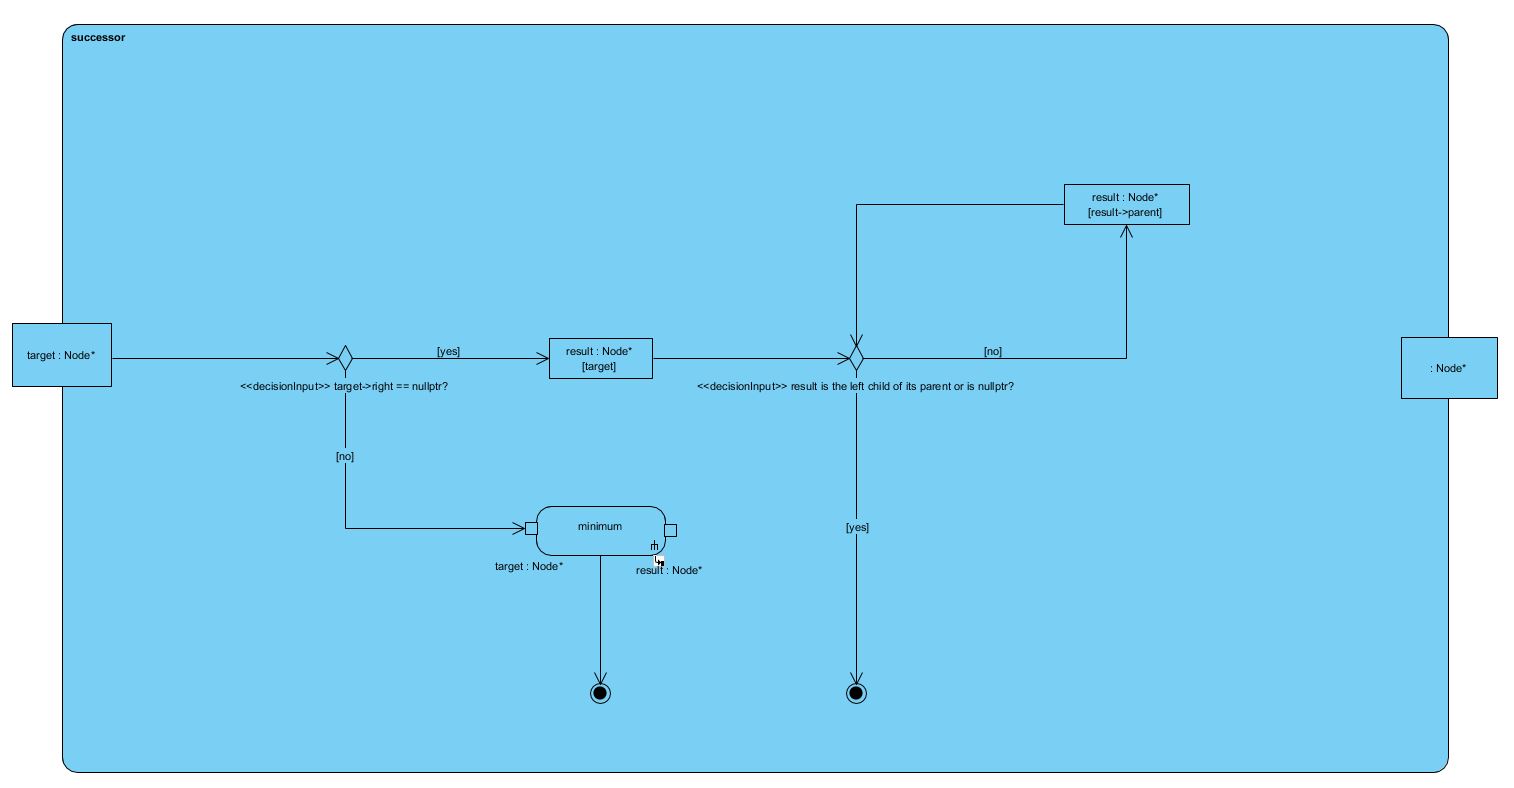 successor
result : Node*
[result->parent]
target : Node*
[yes]
result : Node*
[target]
[no]
: Node*
<<decisionInput>> target->right == nullptr?
<<decisionInput>> result is the left child of its parent or is nullptr?
[no]
minimum
[yes]
target : Node*
result : Node*